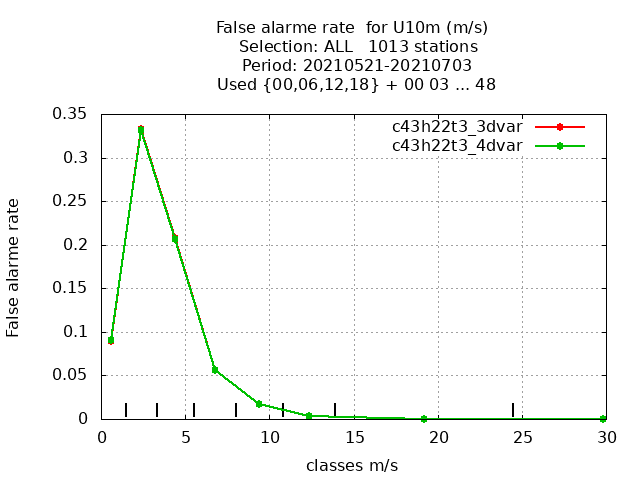 False alarme rate  for U10m (m/s)
Selection: ALL   1013 stations
Period: 20210521-20210703
Used {00,06,12,18} + 00 03 ... 48
c43h22t3_3dvar
c43h22t3_4dvar
False alarme rate
0.35
0.3
0.25
0.2
0.15
0.1
0.05
0
0 5 10 15 20 25 30
classes m/s